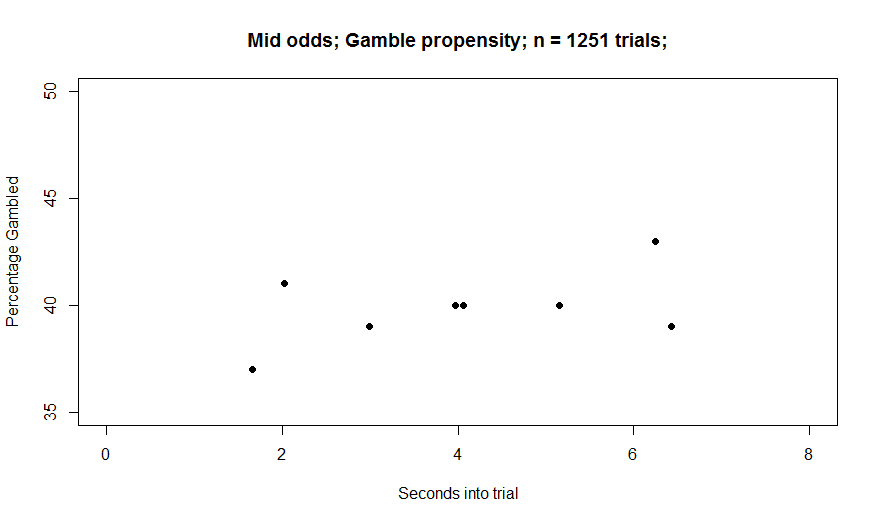 Mid odds; Gamble propensity; n = 1251 trials;
Percentage Gambled
50
45
40
35
0 2 4 6 8
Seconds into trial